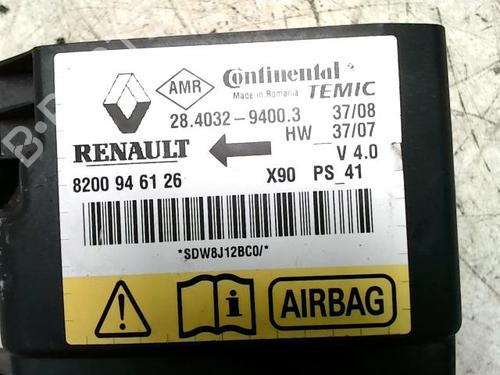 AMR
Continental
Made in Romania TEMIC
28.4032-9400.3 37/08
HW_ 37/07
RENAULT V 4.0
8200 94 61 26 X90 PS_41
*SDW8J12BC0/*
AIRBAG